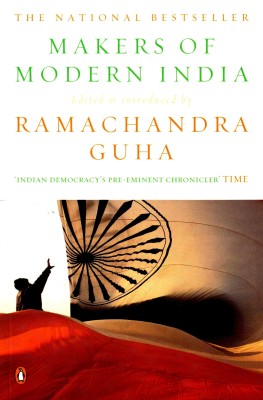 THE NATIONAL BESTSELLER
MAKERS OF
MODERN INDIA
Edited & introduced by
RAMACHANDRA
GUHA
'INDIAN DEMOCRACY'S PRE-EMINENT CHRONICLER' TIME